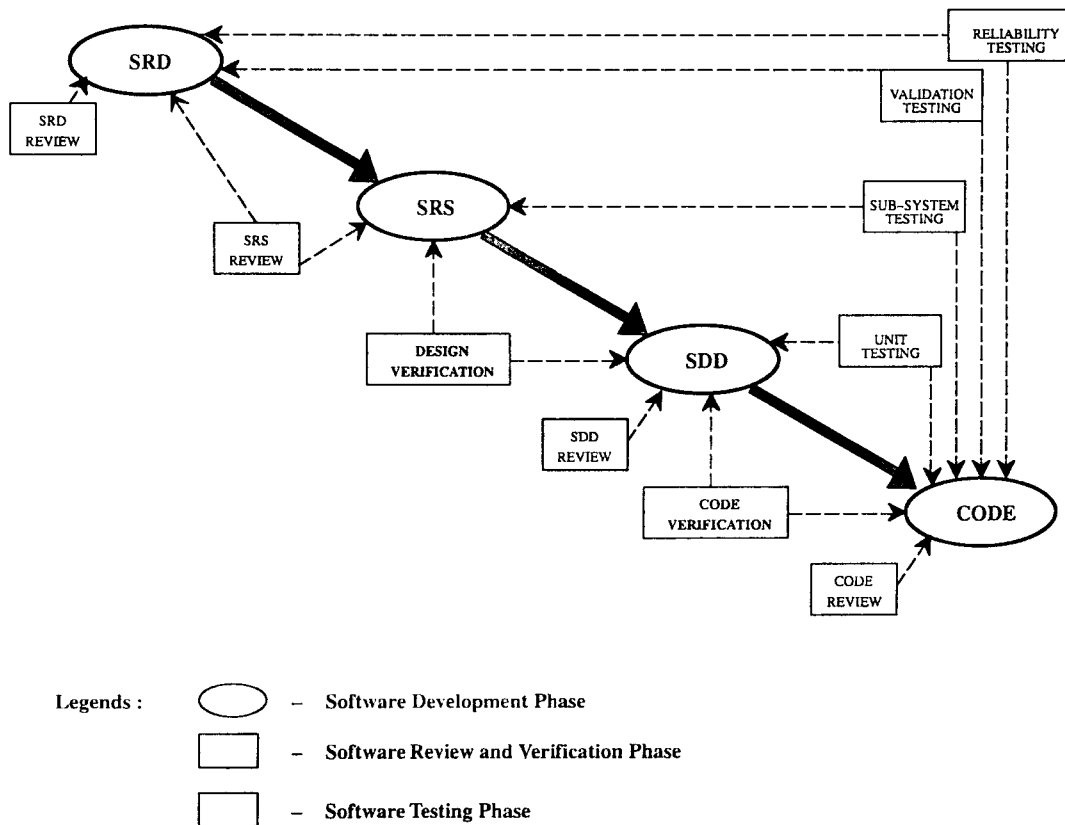 RELIABILITY
TESTING
SRD
VALIDATION
TESTING
SRD
REVIEW
SRS
SUB-SYSTEM
TESTING
SRS
REVIEW
UNIT
TESTING
DESIGN
VERIFICATION
SDD
SDD
REVIEW
CODE
VERIFICATION
CODE
CODE
REVIEW
Legends :
– Software Development Phase
– Software Review and Verification Phase
– Software Testing Phase